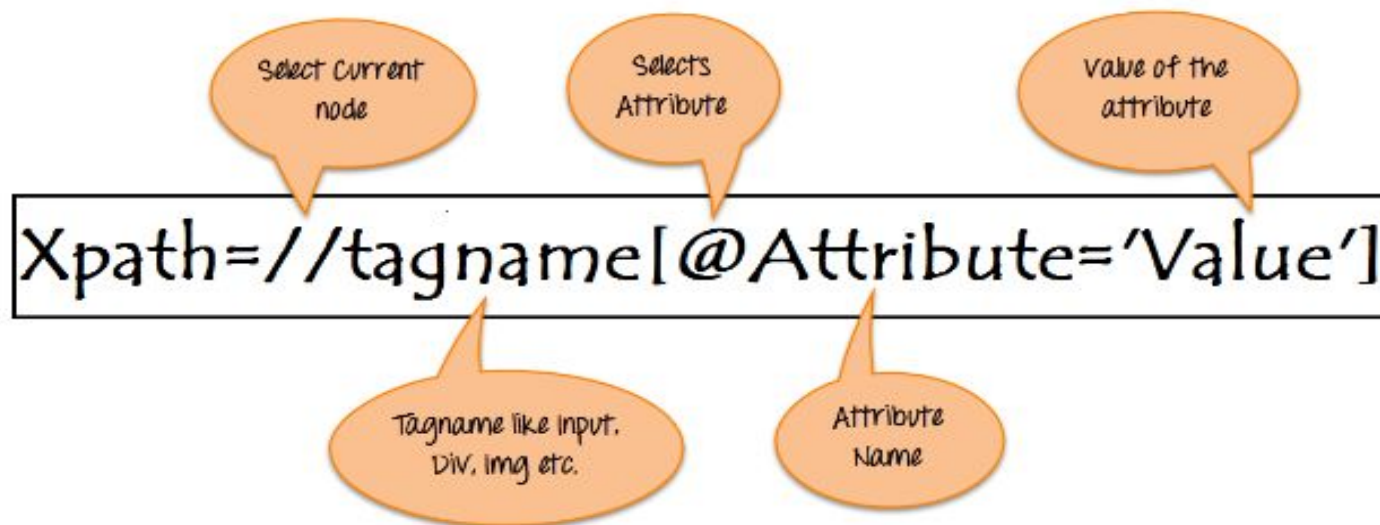 Select Current
node
Selects
Attribute
Value of the
attribute
Xpath=//tagname[@Attribute='Value']
Tagname like Input,
Div, Img etc.
Attribute
Name